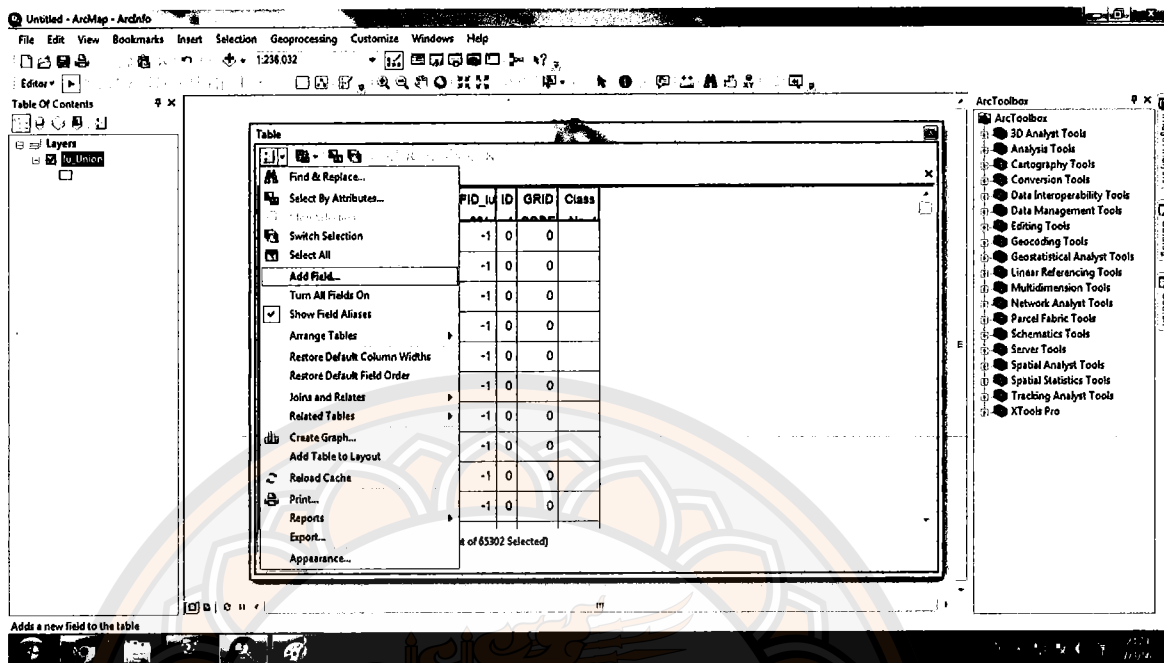 Untitled - ArcMap - ArcInfo
File Edit View Bookmarks Insert Selection Geoprocessing Customize Windows Help
1:236,032
Editor
Table Of Contents
Layers
lu_Union
Table
Find & Replace...
Select By Attributes...
Switch Selection
Select All
Add Field...
Turn All Fields On
Show Field Aliases
Arrange Tables
Restore Default Column Widths
Restore Default Field Order
Joins and Relates
Related Tables
Create Graph...
Add Table to Layout
Reload Cache
Print...
Reports
Export...
Appearance...
FID_lu ID GRID Class
-1 0 0
-1 0 0
-1 0 0
-1 0 0
-1 0 0
-1 0 0
-1 0 0
-1 0 0
-1 0 0
-1 0 0
t of 65302 Selected)
ArcToolbox
ArcToolbox
3D Analyst Tools
Analysis Tools
Cartography Tools
Conversion Tools
Data Interoperability Tools
Data Management Tools
Editing Tools
Geocoding Tools
Geostatistical Analyst Tools
Linear Referencing Tools
Multidimension Tools
Network Analyst Tools
Parcel Fabric Tools
Schematics Tools
Server Tools
Spatial Analyst Tools
Spatial Statistics Tools
Tracking Analyst Tools
XTools Pro
Adds a new field to the table